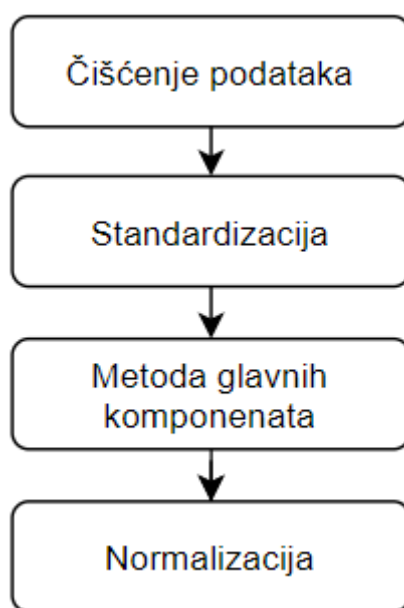 Čišćenje podataka
Standardizacija
Metoda glavnih
komponenata
Normalizacija